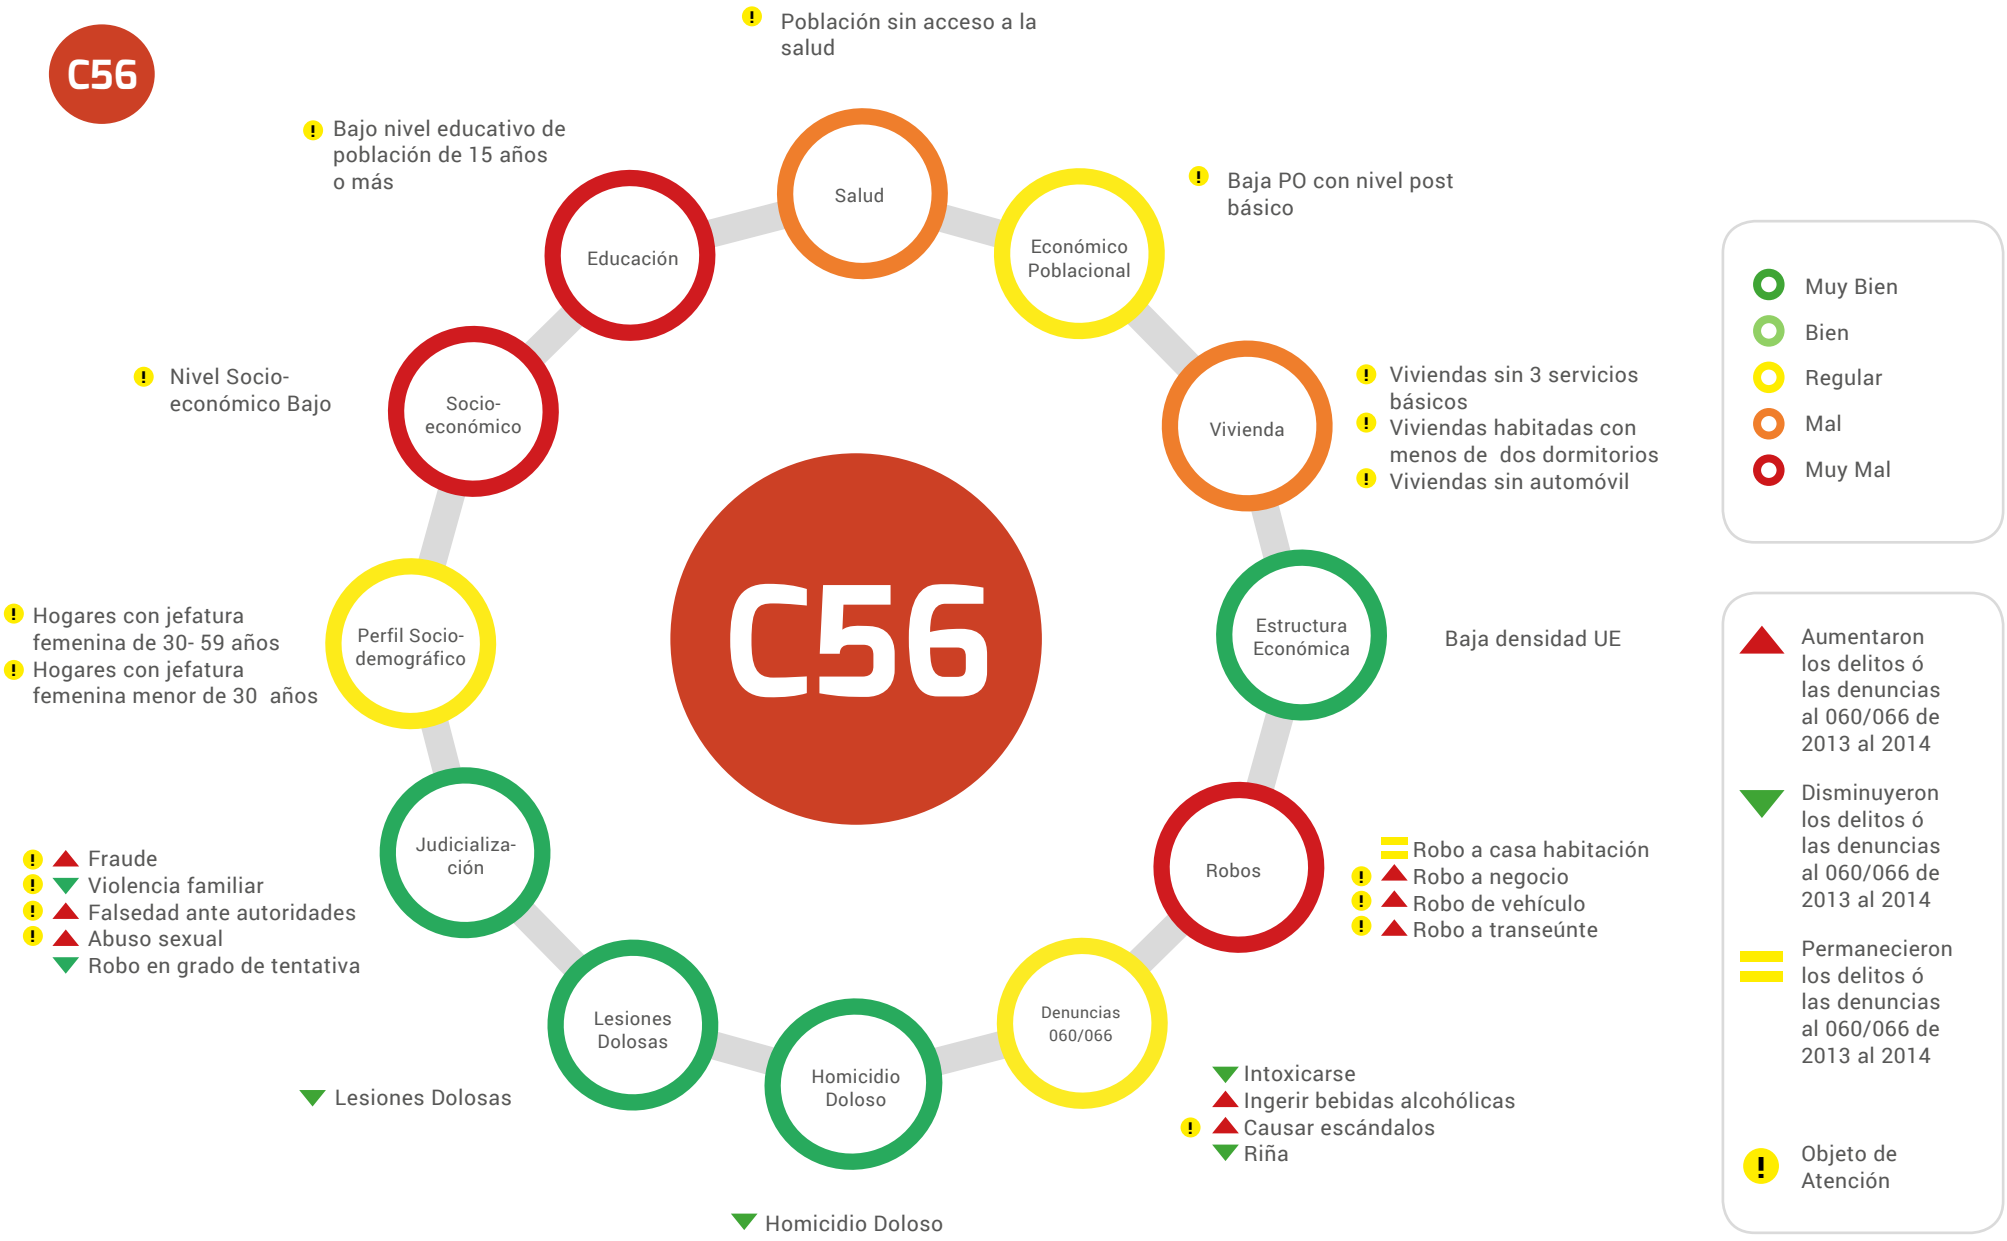 C56
! Población sin acceso a la
salud
! Bajo nivel educativo de
población de 15 años
o más
Salud
! Baja PO con nivel post
básico
Educación
Económico
Poblacional
! Nivel Socio-
económico Bajo
Socio-
económico
Vivienda
! Viviendas sin 3 servicios
básicos
! Viviendas habitadas con
menos de dos dormitorios
! Viviendas sin automóvil
Muy Bien
Bien
Regular
Mal
Muy Mal
C56
! Hogares con jefatura
femenina de 30- 59 años
! Hogares con jefatura
femenina menor de 30 años
Perfil Socio-
demográfico
Estructura
Económica
Baja densidad UE
Judicializa-
ción
! Fraude
! Violencia familiar
! Falsedad ante autoridades
! Abuso sexual
Robo en grado de tentativa
Robos
Robo a casa habitación
! Robo a negocio
! Robo de vehículo
! Robo a transeúnte
Lesiones
Dolosas
Lesiones Dolosas
Homicidio
Doloso
Homicidio Doloso
Denuncias
060/066
Intoxicarse
Ingerir bebidas alcohólicas
! Causar escándalos
Riña
Aumentaron
los delitos ó
las denuncias
al 060/066 de
2013 al 2014
Disminuyeron
los delitos ó
las denuncias
al 060/066 de
2013 al 2014
Permanecieron
los delitos ó
las denuncias
al 060/066 de
2013 al 2014
! Objeto de
Atención